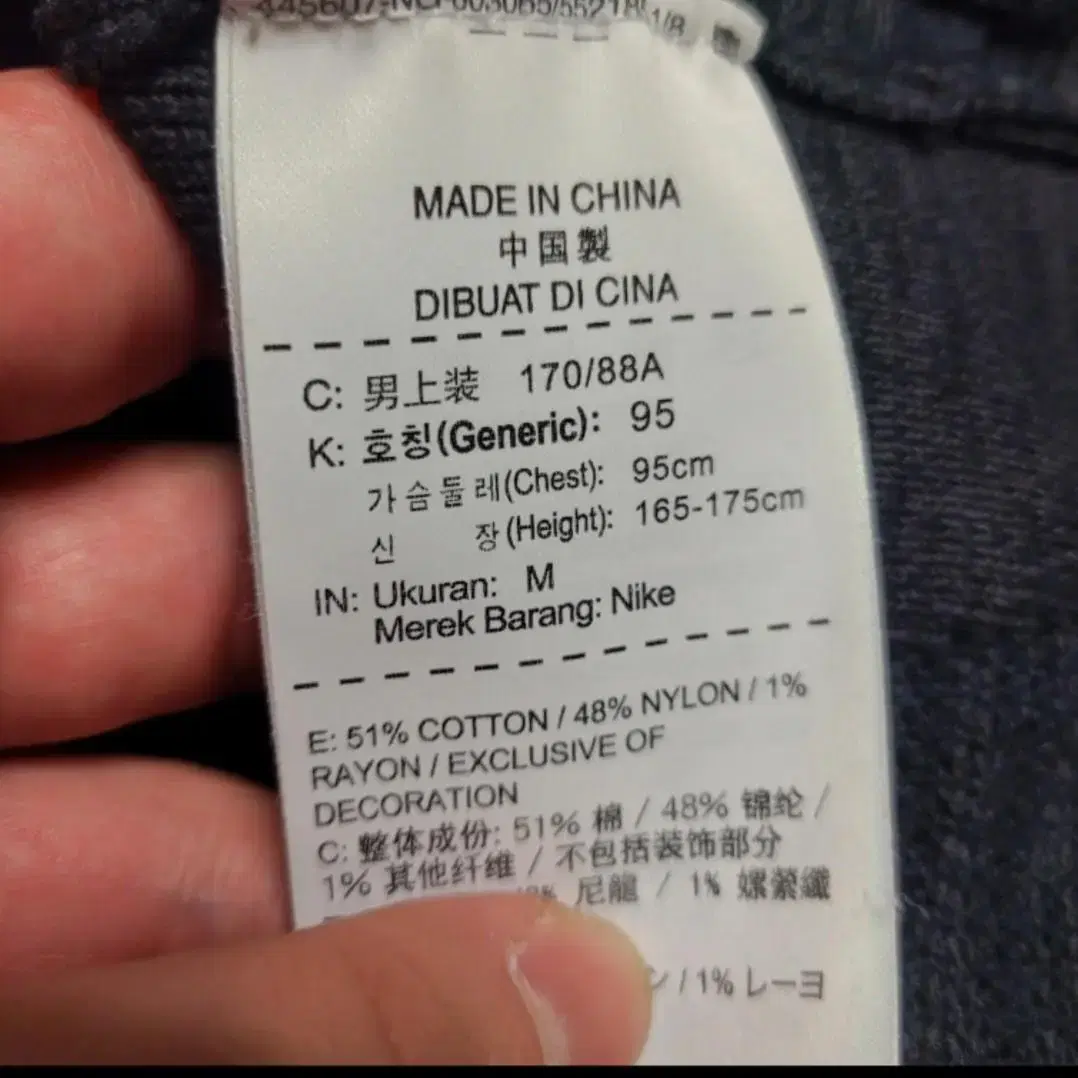 1/8
MADE IN CHINA
中国製
DIBUAT DI CINA
C: 男上装 170/88A
K: 호칭(Generic): 95
가슴둘레(Chest): 95cm
신 장(Height): 165-175cm
IN: Ukuran: M
Merek Barang: Nike
E: 51% COTTON / 48% NYLON / 1%
RAYON / EXCLUSIVE OF
DECORATION
C: 整体成份: 51% 棉 / 48% 锦纶 /
1% 其他纤维 / 不包括装饰部分
尼龍 / 1% 嫘縈纖
ン / 1% レーヨ